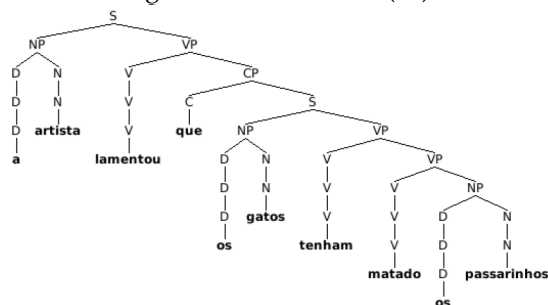 S
NP VP
D N V CP
D N V C S
D artista V que NP VP
a lamentou D N V VP
D N V V NP
D gatos V V D N
os tenham V D N
matado D passarinhos
os